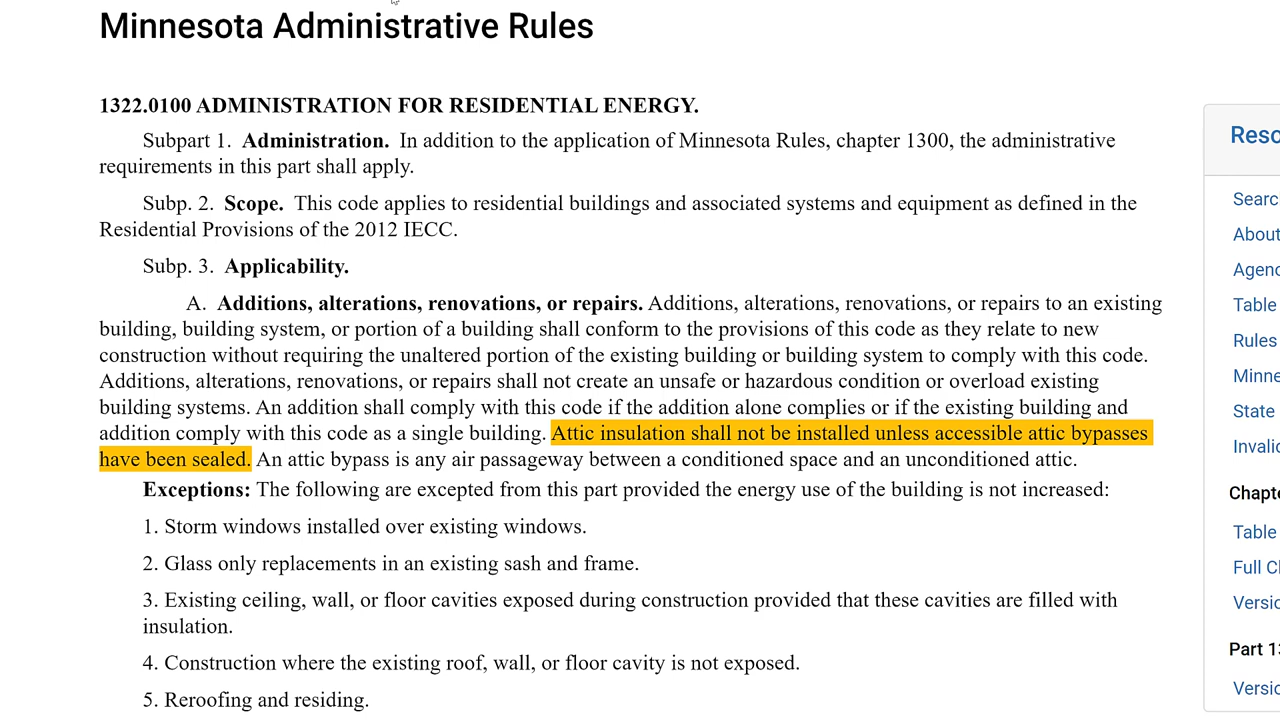 Minnesota Administrative Rules
1322.0100 ADMINISTRATION FOR RESIDENTIAL ENERGY.
Subpart 1. Administration. In addition to the application of Minnesota Rules, chapter 1300, the administrative
requirements in this part shall apply.
Subp. 2. Scope. This code applies to residential buildings and associated systems and equipment as defined in the
Residential Provisions of the 2012 IECC.
Subp. 3. Applicability.
A. Additions, alterations, renovations, or repairs. Additions, alterations, renovations, or repairs to an existing
building, building system, or portion of a building shall conform to the provisions of this code as they relate to new
construction without requiring the unaltered portion of the existing building or building system to comply with this code.
Additions, alterations, renovations, or repairs shall not create an unsafe or hazardous condition or overload existing
building systems. An addition shall comply with this code if the addition alone complies or if the existing building and
addition comply with this code as a single building. Attic insulation shall not be installed unless accessible attic bypasses
have been sealed. An attic bypass is any air passageway between a conditioned space and an unconditioned attic.
Exceptions: The following are excepted from this part provided the energy use of the building is not increased:
1. Storm windows installed over existing windows.
2. Glass only replacements in an existing sash and frame.
3. Existing ceiling, wall, or floor cavities exposed during construction provided that these cavities are filled with
insulation.
4. Construction where the existing roof, wall, or floor cavity is not exposed.
5. Reroofing and residing.
About
Table
Rules
State
Table